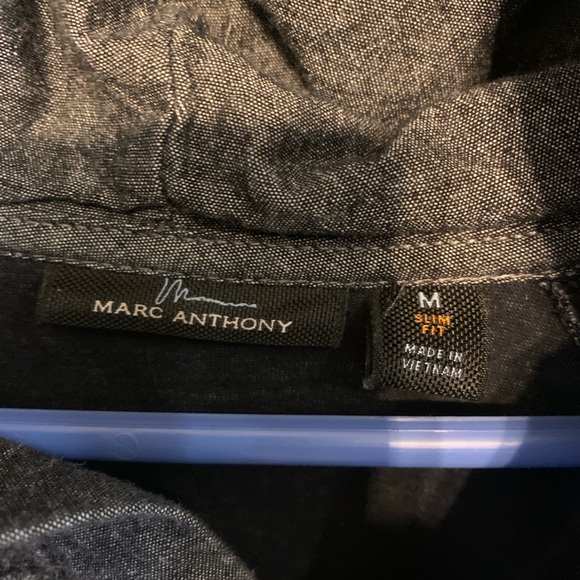 MARC ANTHONY
M
SLIM
FIT
MADE IN
VIETNAM